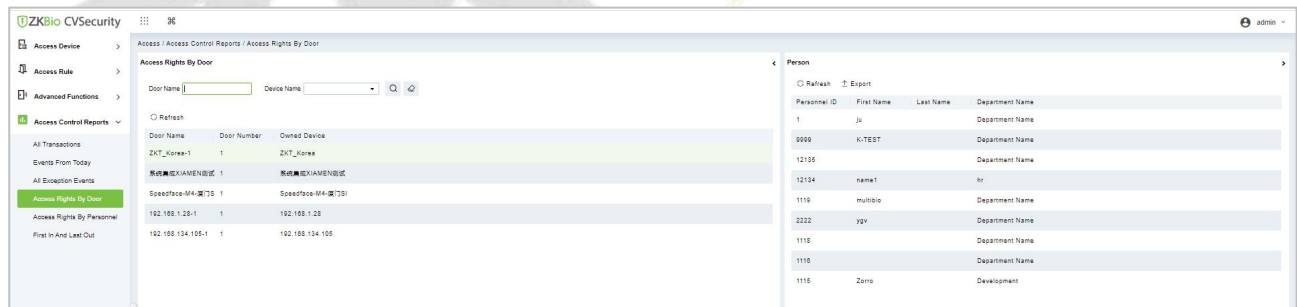 ZKBio CVSecurity
admin
Access Device
Access Rule
Advanced Functions
Access Control Reports
All Transactions
Events From Today
All Exception Events
Access Rights By Door
Access Rights By Personnel
First In And Last Out
Access / Access Control Reports / Access Rights By Door
Access Rights By Door
Door Name Device Name
Refresh
Door Name Door Number Owned Device
ZKT_Korea-1 1 ZKT_Korea
系统集成XIAMEN测试 1 系统集成XIAMEN测试
Speedface-M4-厦门S 1 Speedface-M4-厦门SI
192.168.1.28-1 1 192.168.1.28
192.168.134.105-1 1 192.168.134.105
Person
Refresh Export
Personnel ID First Name Last Name Department Name
1 ju Department Name
9999 K-TEST Department Name
12135 Department Name
12134 name1 hr
1119 multibio Department Name
2222 ygv Department Name
1118 Department Name
1116 Department Name
1115 Zorro Development